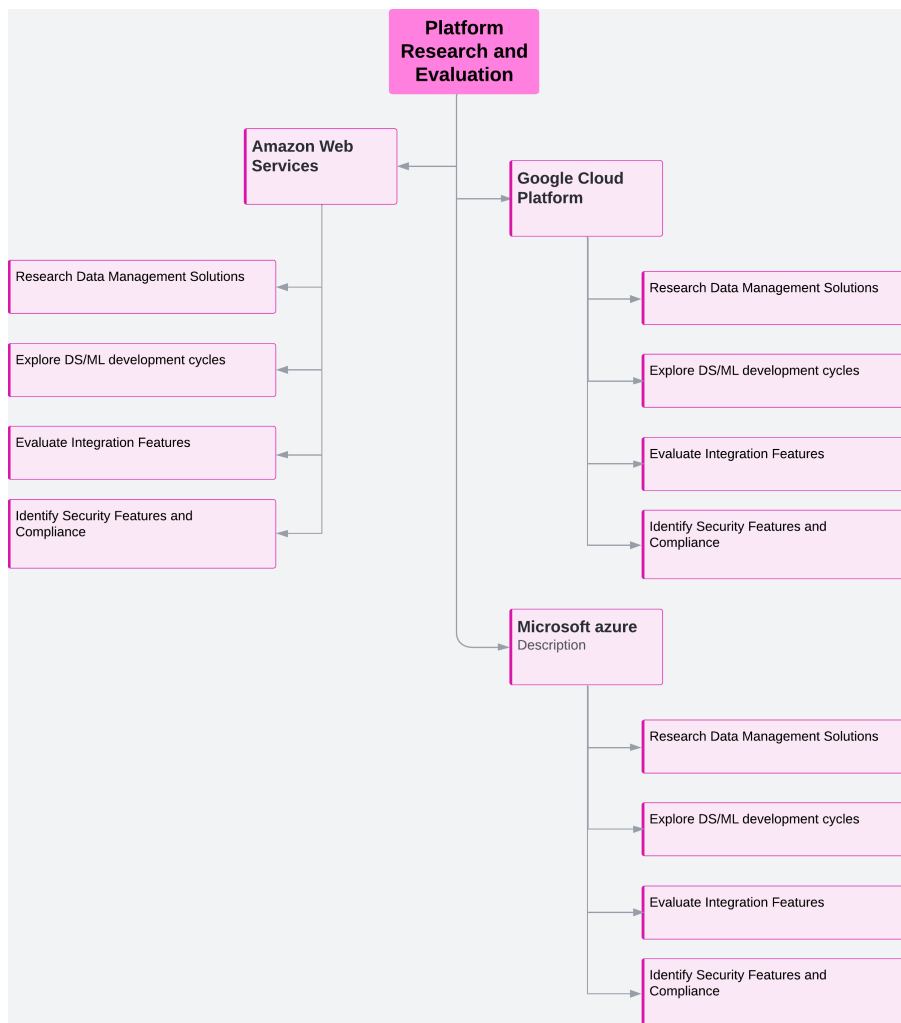 Platform
Research and
Evaluation
Amazon Web
Services
Google Cloud
Platform
Research Data Management Solutions
Explore DS/ML development cycles
Evaluate Integration Features
Identify Security Features and
Compliance
Research Data Management Solutions
Explore DS/ML development cycles
Evaluate Integration Features
Identify Security Features and
Compliance
Microsoft azure
Description
Research Data Management Solutions
Explore DS/ML development cycles
Evaluate Integration Features
Identify Security Features and
Compliance